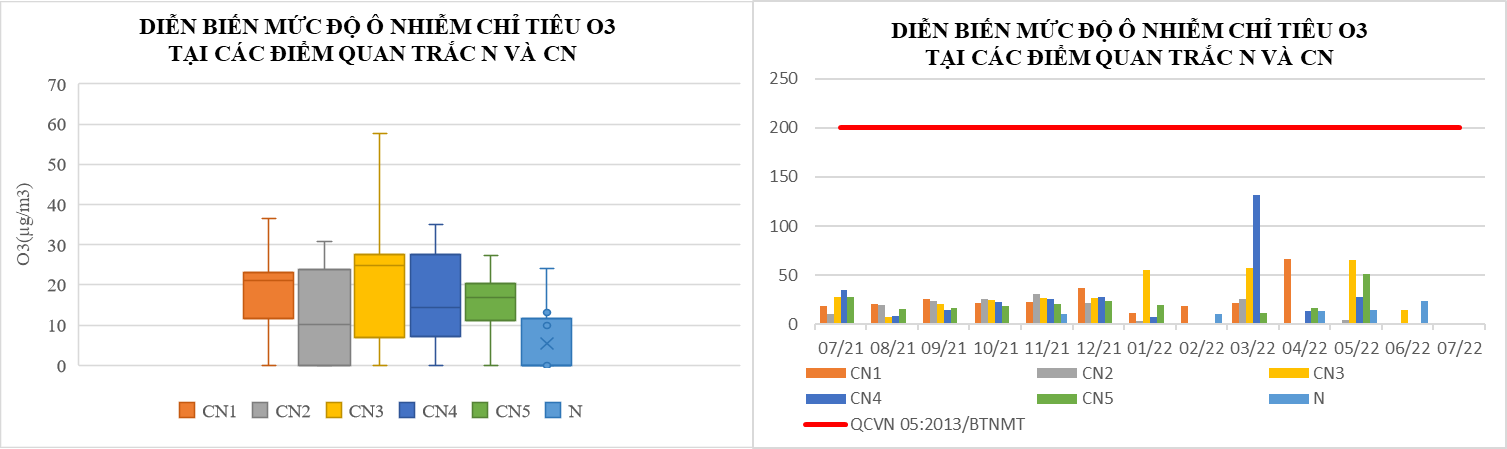 DIỄN BIẾN MỨC ĐỘ Ô NHIỄM CHỈ TIÊU O3
TẠI CÁC ĐIỂM QUAN TRẮC N VÀ CN
70
60
50
40
30
20
10
0
O3(µg/m3)
CN1 CN2 CN3 CN4 CN5 N
DIỄN BIẾN MỨC ĐỘ Ô NHIỄM CHỈ TIÊU O3
TẠI CÁC ĐIỂM QUAN TRẮC N VÀ CN
250
200
150
100
50
0
07/21 08/21 09/21 10/21 11/21 12/21 01/22 02/22 03/22 04/22 05/22 06/22 07/22
CN1 CN2 CN3
CN4 CN5 N
QCVN 05:2013/BTNMT